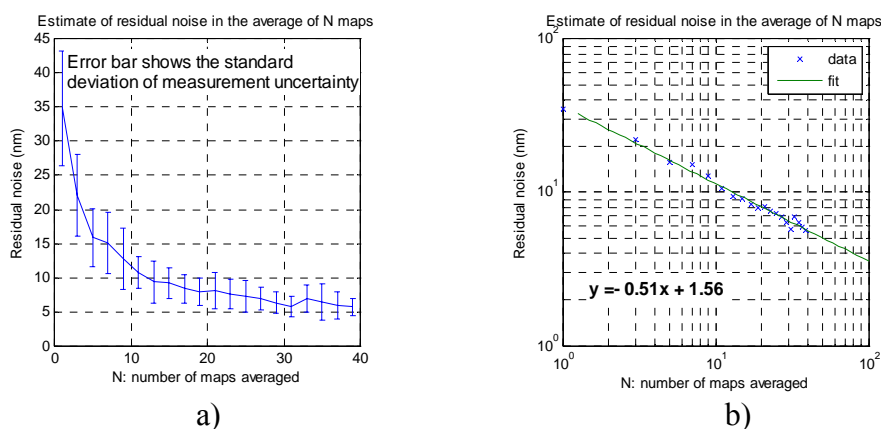 Estimate of residual noise in the average of N maps
Error bar shows the standard
deviation of measurement uncertainty
45
40
35
30
25
20
15
10
5
0
0 10 20 30 40
Residual noise (nm)
N: number of maps averaged
a)
Estimate of residual noise in the average of N maps
data
fit
10^2
10^1
10^0
10^0 10^1 10^2
Residual noise (nm)
y = - 0.51x + 1.56
N: number of maps averaged
b)